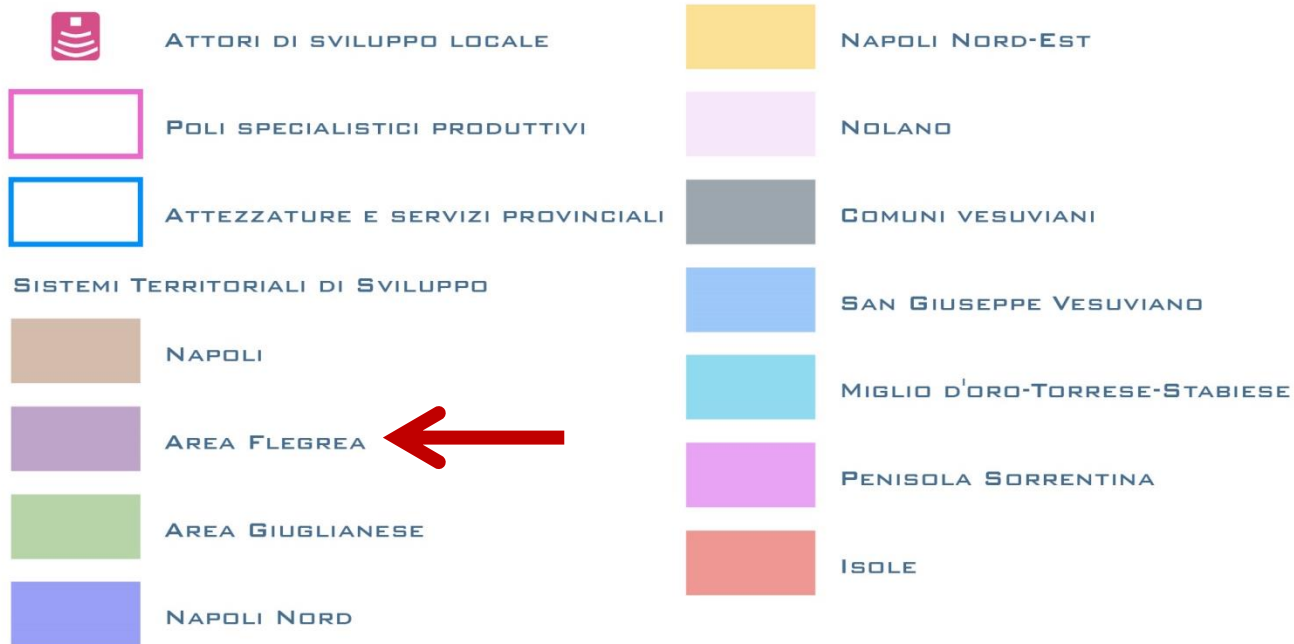 Attori di sviluppo locale
Poli specialistici produttivi
Attezzature e servizi provinciali
Sistemi Territoriali di Sviluppo
Napoli
Area Flegrea
Area Giuglianese
Napoli Nord
Napoli Nord-Est
Nolano
Comuni vesuviani
San Giuseppe Vesuviano
Miglio d'oro-Torrese-Stabiese
Penisola Sorrentina
Isole